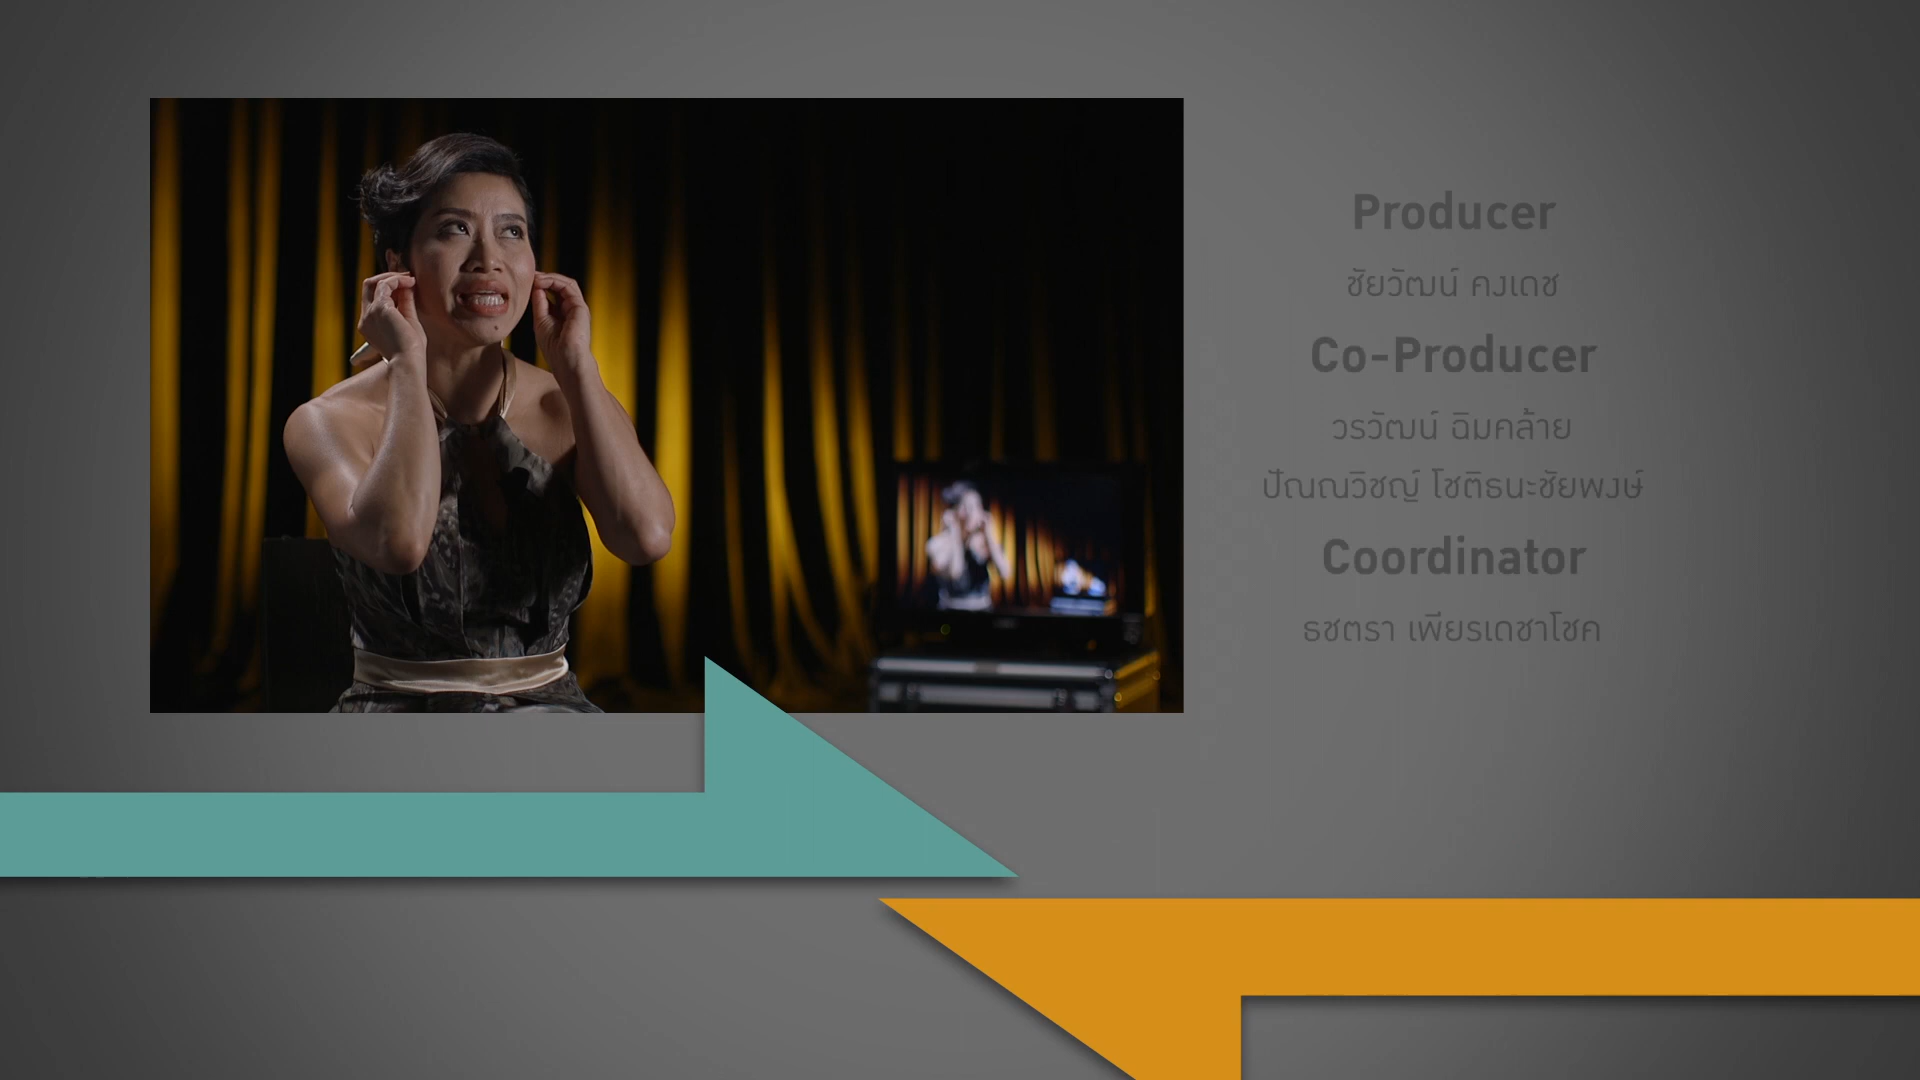 Producer
ชัยวัฒน์ คงเดช
Co-Producer
วรวัฒน์ ฉิมคล้าย
ปัณณวิชญ์ โชติธนะชัยพงษ์
Coordinator
ธชตรา เพียรเดชาโชค